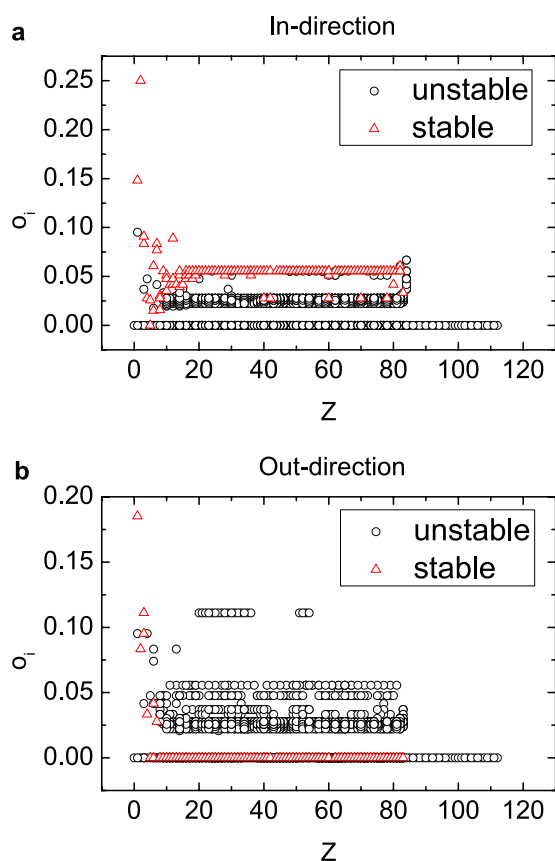 a
In-direction
unstable
stable
0.25
0.20
0.15
0.10
0.05
0.00
o_i
0 20 40 60 80 100 120
Z
b
Out-direction
unstable
stable
0.20
0.15
0.10
0.05
0.00
o_i
0 20 40 60 80 100 120
Z